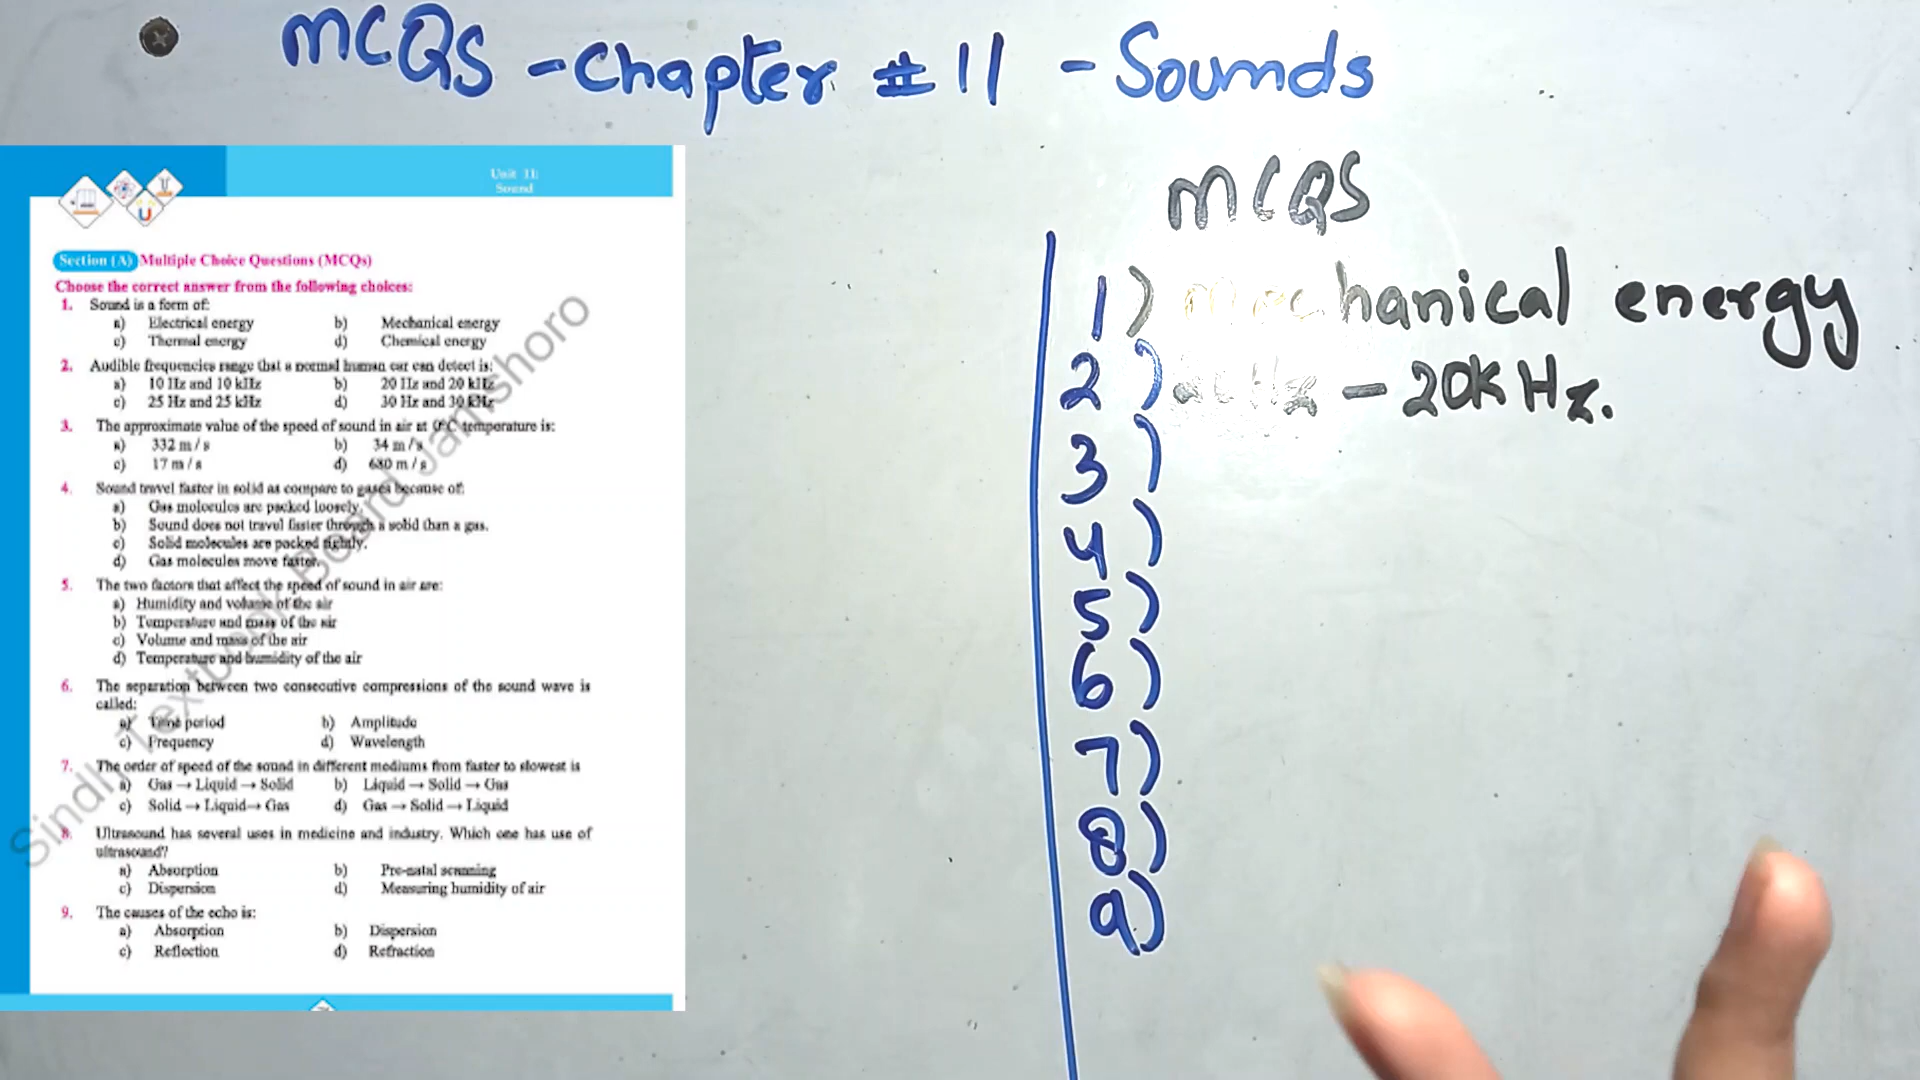 MCQS - Chapter # 11 - Sounds
Unit 11:
Sound
Section (A) Multiple Choice Questions (MCQs)
Choose the correct answer from the following choices:
1. Sound is a form of:
a) Electrical energy b) Mechanical energy
c) Thermal energy d) Chemical energy
2. Audible frequencies range that a normal human ear can detect is:
a) 10 Hz and 10 kHz b) 20 Hz and 20 kHz
c) 25 Hz and 25 kHz d) 30 Hz and 30 kHz
3. The approximate value of the speed of sound in air at 0°C temperature is:
a) 332 m / s b) 34 m / s
c) 17 m / s d) 680 m / s
4. Sound travel faster in solid as compare to gases because of:
a) Gas molecules are packed loosely.
b) Sound does not travel faster through a solid than a gas.
c) Solid molecules are packed tightly.
d) Gas molecules move faster.
5. The two factors that affect the speed of sound in air are:
a) Humidity and volume of the air
b) Temperature and mass of the air
c) Volume and mass of the air
d) Temperature and humidity of the air
6. The separation between two consecutive compressions of the sound wave is
called:
a) Time period b) Amplitude
c) Frequency d) Wavelength
7. The order of speed of the sound in different mediums from faster to slowest is
a) Gas → Liquid → Solid b) Liquid → Solid → Gas
c) Solid → Liquid → Gas d) Gas → Solid → Liquid
8. Ultrasound has several uses in medicine and industry. Which one has use of
ultrasound?
a) Absorption b) Pre-natal scanning
c) Dispersion d) Measuring humidity of air
9. The causes of the echo is:
a) Absorption b) Dispersion
c) Reflection d) Refraction
Sindh Textbook Board Jamshoro
MCQS
1) mechanical energy
2) Hz - 20KHz.
3)
4)
5)
6)
7)
8)
9)